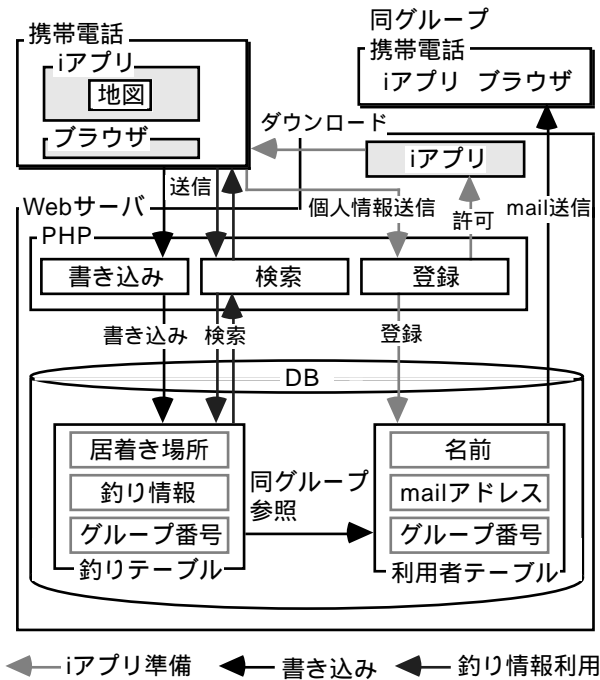 同グループ
携帯電話
携帯電話
iアプリ
iアプリ ブラウザ
地図
ブラウザ
ダウンロード
iアプリ
送信
Webサーバ
個人情報送信
許可
mail送信
PHP
書き込み
検索
登録
書き込み
検索
登録
DB
居着き場所
釣り情報
グループ番号
釣りテーブル
同グループ
参照
名前
mailアドレス
グループ番号
利用者テーブル
iアプリ準備
書き込み
釣り情報利用